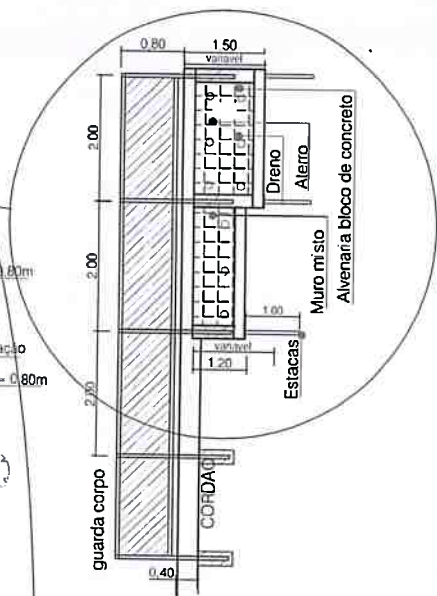 0,80
1.50
variavel
2.00
2.00
2.00
Dreno
Aterro
Alvenaria bloco de concreto
Muro misto
1.00
Estacas
variavel
1.20
CORDAO
guarda corpo
0,40
0,80m
ação
= 0,80m